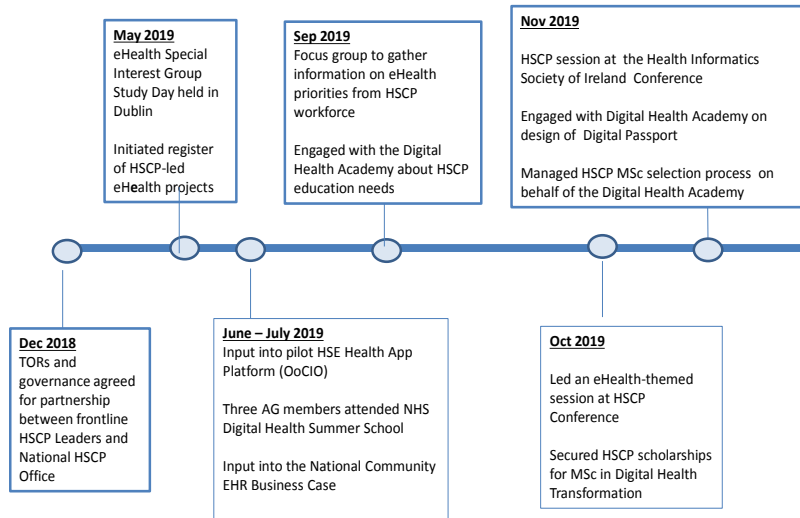 May 2019
eHealth Special
Interest Group
Study Day held in
Dublin
Initiated register
of HSCP-led
eHealth projects
Sep 2019
Focus group to gather
information on eHealth
priorities from HSCP
workforce
Engaged with the Digital
Health Academy about HSCP
education needs
Nov 2019
HSCP session at the Health Informatics
Society of Ireland Conference
Engaged with Digital Health Academy on
design of Digital Passport
Managed HSCP MSc selection process on
behalf of the Digital Health Academy
Dec 2018
TORs and
governance agreed
for partnership
between frontline
HSCP Leaders and
National HSCP
Office
June – July 2019
Input into pilot HSE Health App
Platform (OoCIO)
Three AG members attended NHS
Digital Health Summer School
Input into the National Community
EHR Business Case
Oct 2019
Led an eHealth-themed
session at HSCP
Conference
Secured HSCP scholarships
for MSc in Digital Health
Transformation